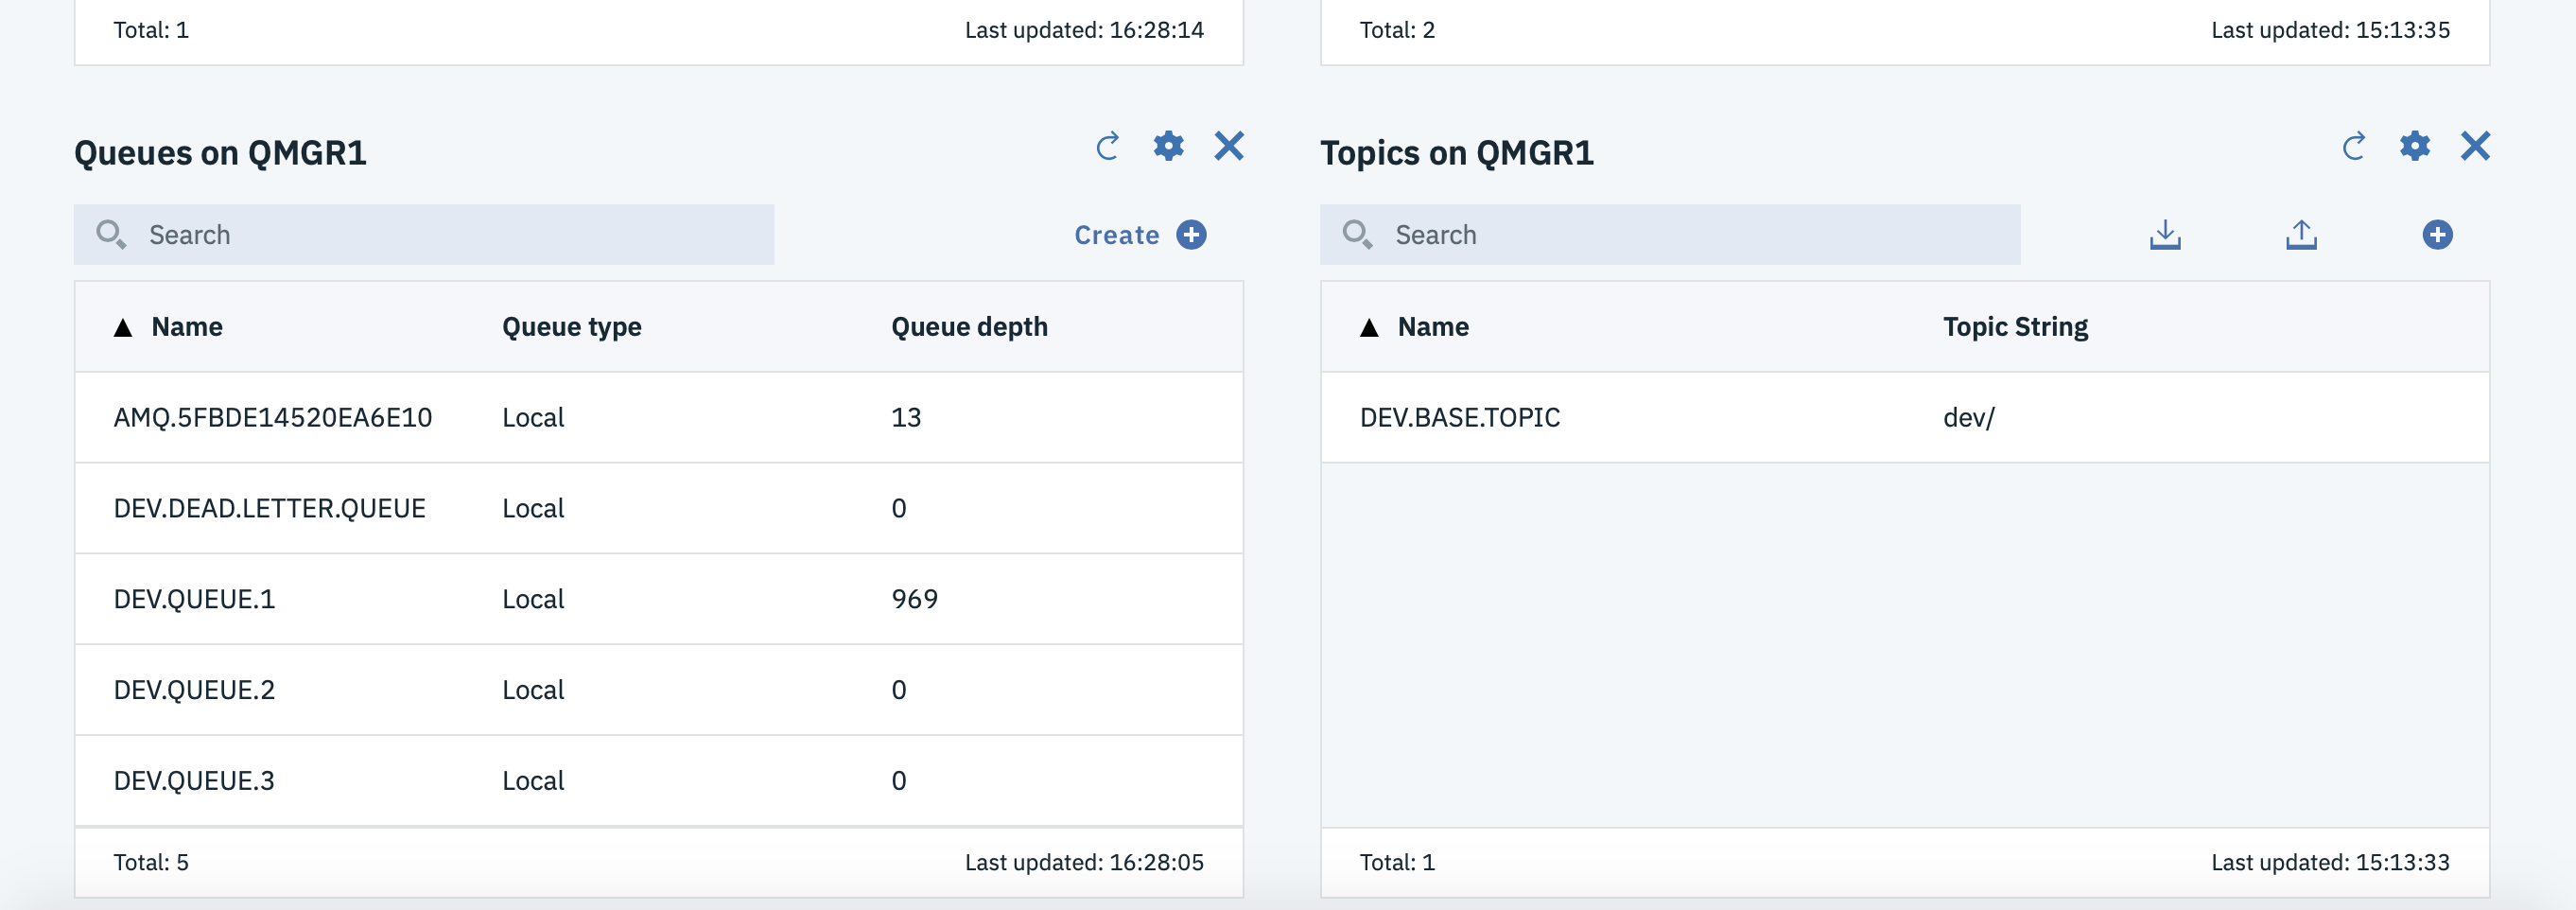 Total: 1 Last updated: 16:28:14
Total: 2 Last updated: 15:13:35
Queues on QMGR1
Search Create
Name Queue type Queue depth
AMQ.5FBDE14520EA6E10 Local 13
DEV.DEAD.LETTER.QUEUE Local 0
DEV.QUEUE.1 Local 969
DEV.QUEUE.2 Local 0
DEV.QUEUE.3 Local 0
Total: 5 Last updated: 16:28:05
Topics on QMGR1
Search
Name Topic String
DEV.BASE.TOPIC dev/
Total: 1 Last updated: 15:13:33